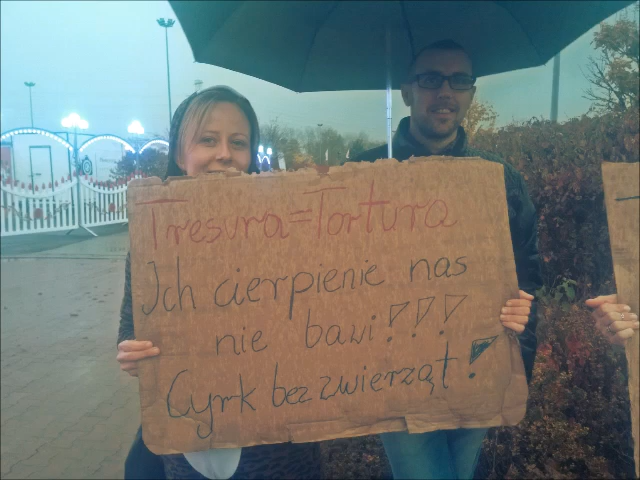 Tresura=Tortura
Ich cierpienie nas
nie bawi!!!
Cyrk bez zwierząt!